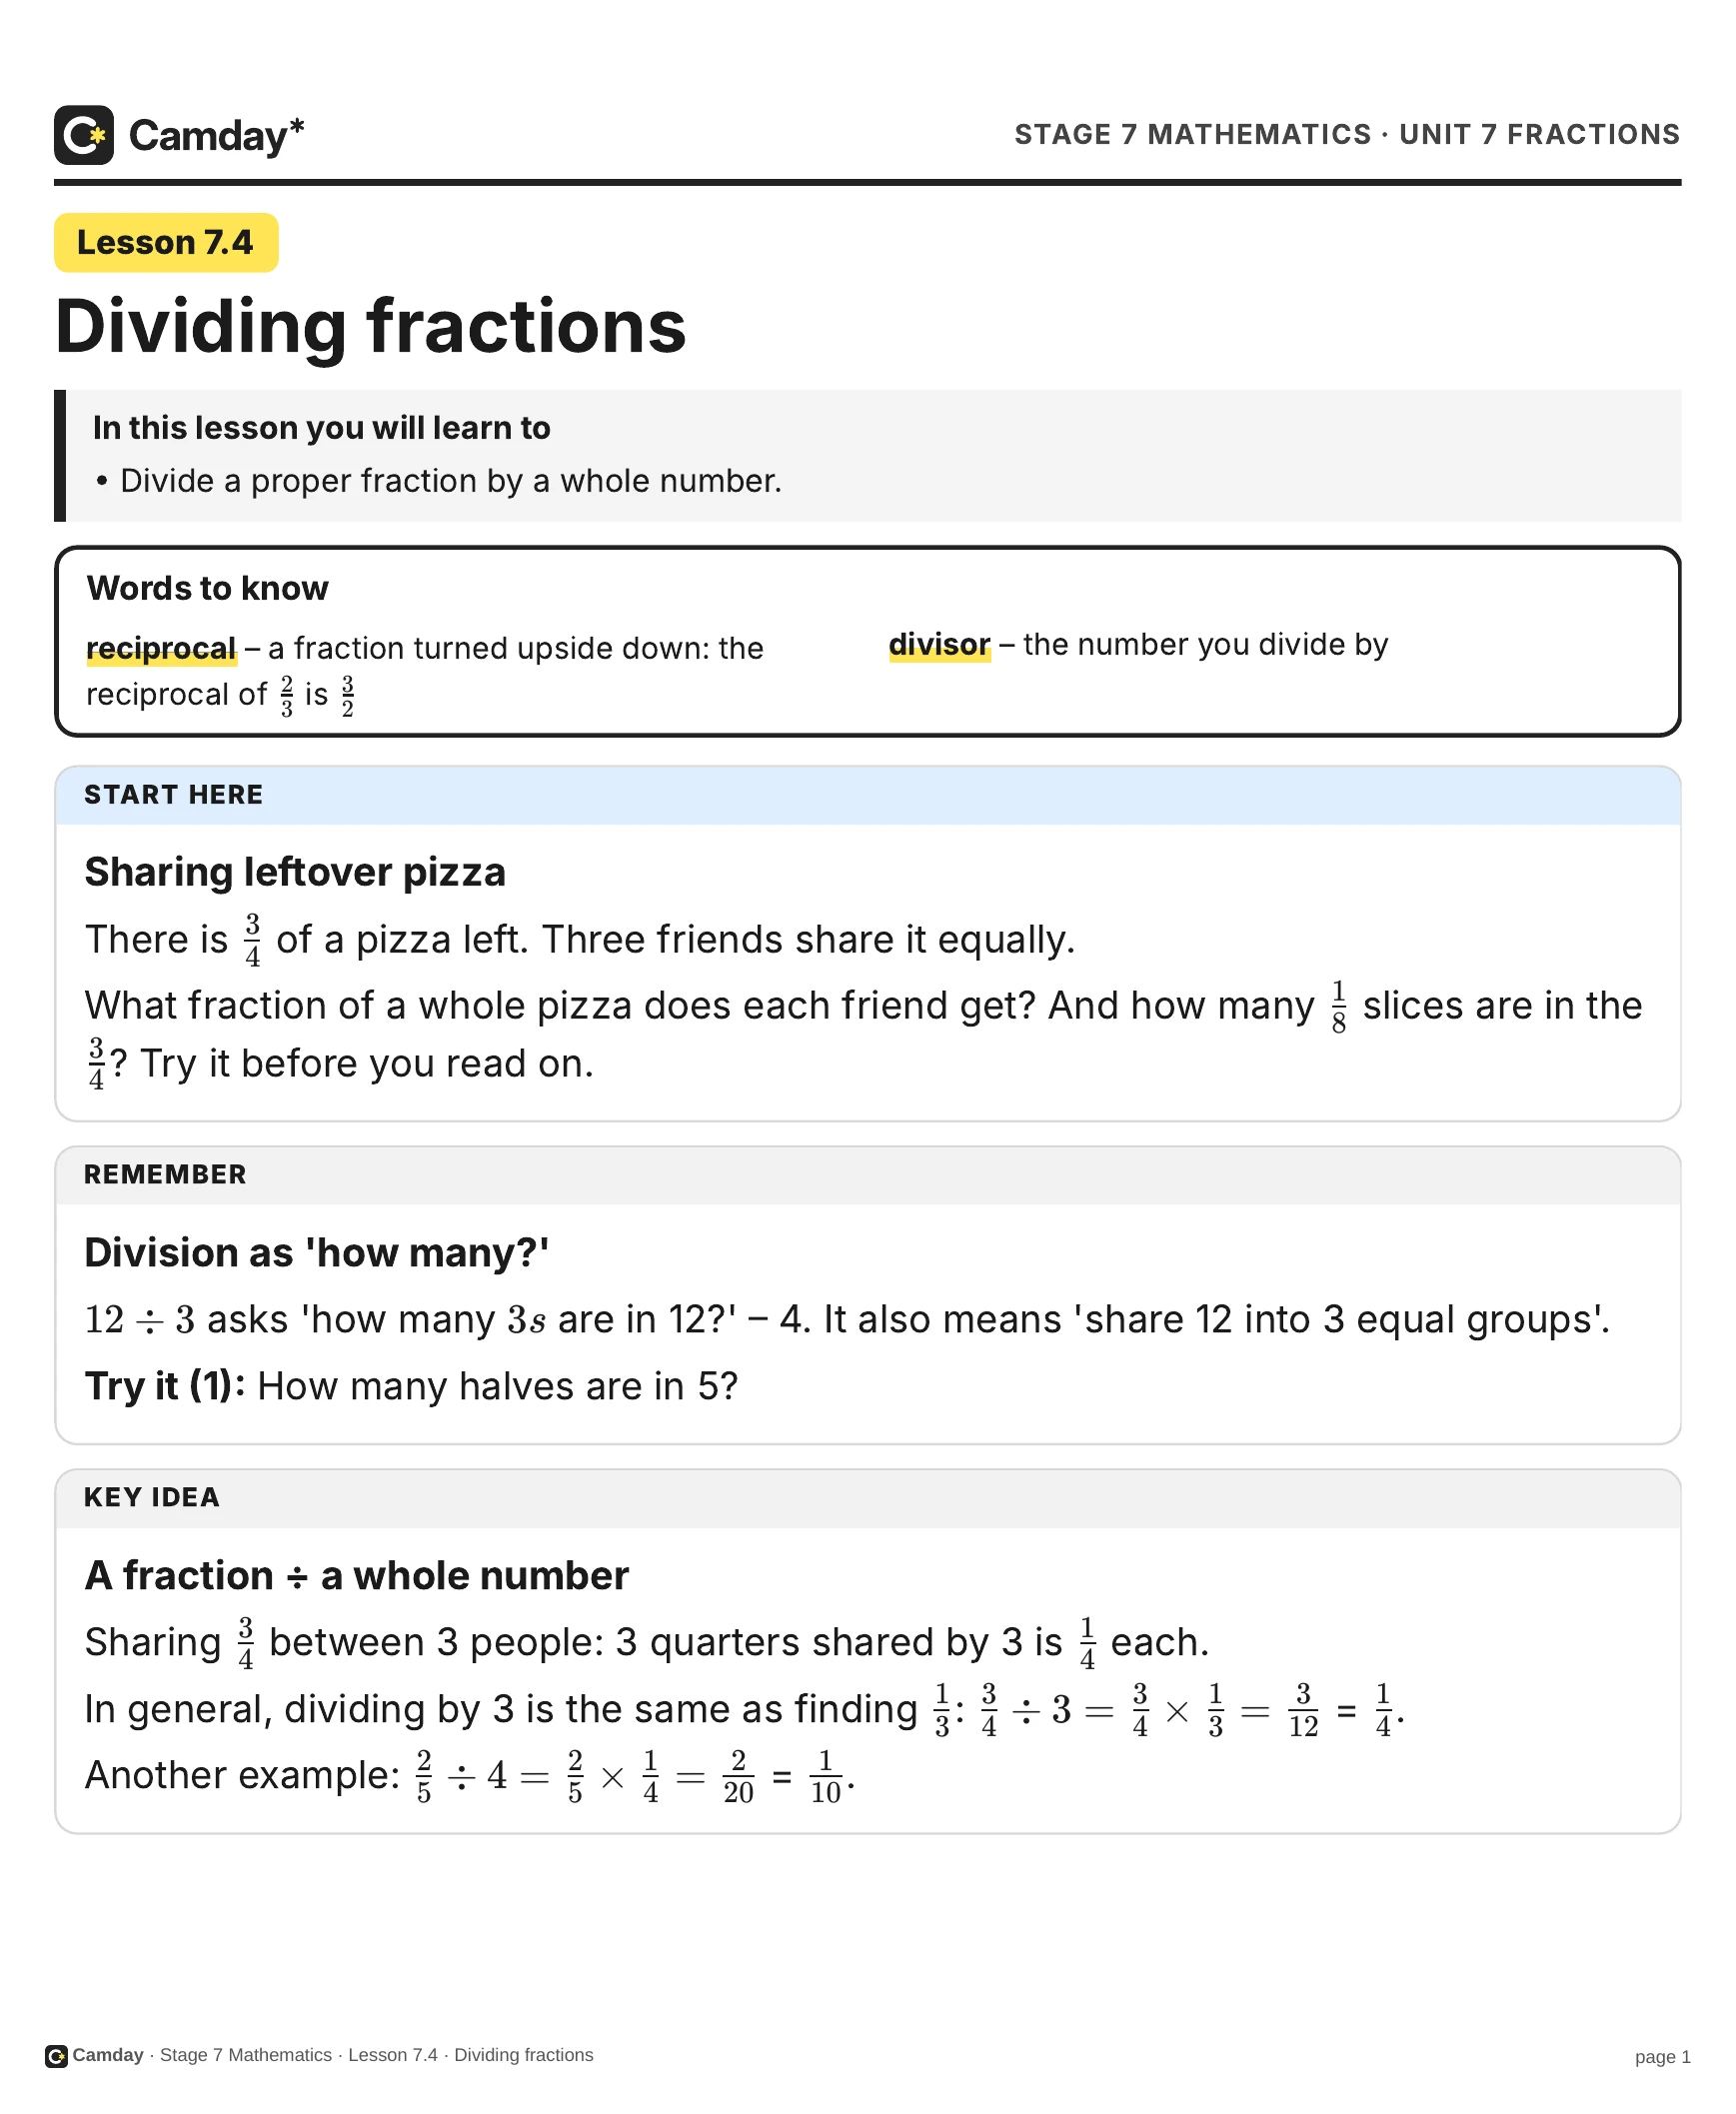 Camday*
STAGE 7 MATHEMATICS · UNIT 7 FRACTIONS
Lesson 7.4
Dividing fractions
In this lesson you will learn to
• Divide a proper fraction by a whole number.
Words to know
reciprocal – a fraction turned upside down: the
reciprocal of 2/3 is 3/2
divisor – the number you divide by
START HERE
Sharing leftover pizza
There is 3/4 of a pizza left. Three friends share it equally.
What fraction of a whole pizza does each friend get? And how many 1/8 slices are in the
3/4? Try it before you read on.
REMEMBER
Division as 'how many?'
12 ÷ 3 asks 'how many 3s are in 12?' – 4. It also means 'share 12 into 3 equal groups'.
Try it (1): How many halves are in 5?
KEY IDEA
A fraction ÷ a whole number
Sharing 3/4 between 3 people: 3 quarters shared by 3 is 1/4 each.
In general, dividing by 3 is the same as finding 1/3: 3/4 ÷ 3 = 3/4 × 1/3 = 3/12 = 1/4.
Another example: 2/5 ÷ 4 = 2/5 × 1/4 = 2/20 = 1/10.
Camday · Stage 7 Mathematics · Lesson 7.4 · Dividing fractions
page 1